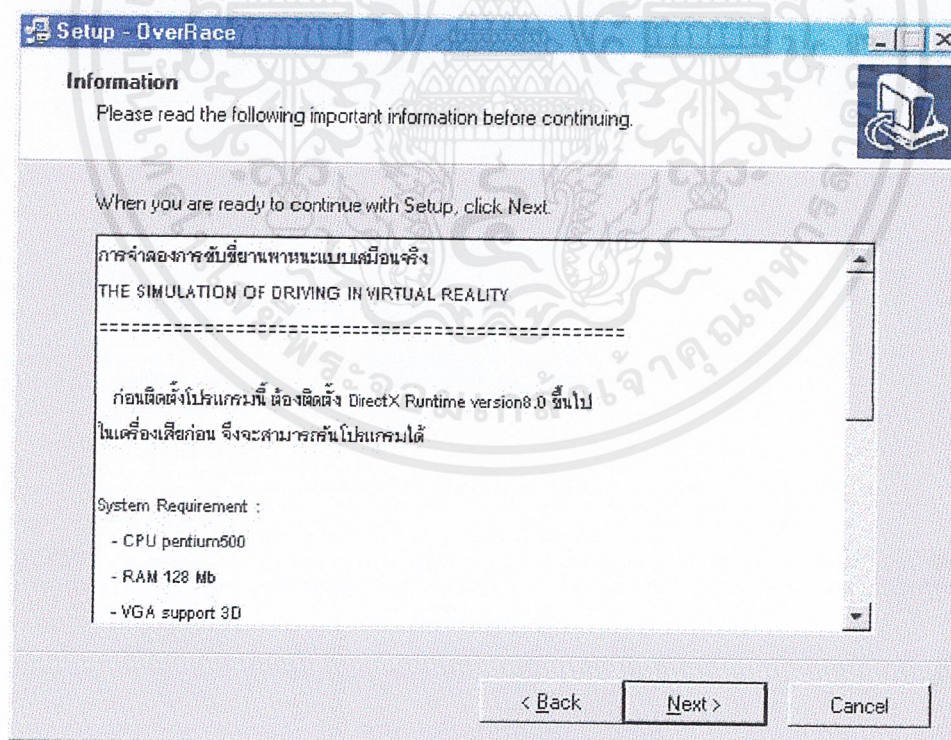 Setup - OverRace
Information
Please read the following important information before continuing.
When you are ready to continue with Setup, click Next.
การจำลองการขับขี่ยานพาหนะแบบเสมือนจริง
THE SIMULATION OF DRIVING IN VIRTUAL REALITY
==================================================
ก่อนติดตั้งโปรแกรมนี้ ต้องติดตั้ง DirectX Runtime version8.0 ขึ้นไป
ในเครื่องเสียก่อน จึงจะสามารถรันโปรแกรมได้
System Requirement :
- CPU pentium500
- RAM 128 Mb
- VGA support 3D
< Back
Next >
Cancel